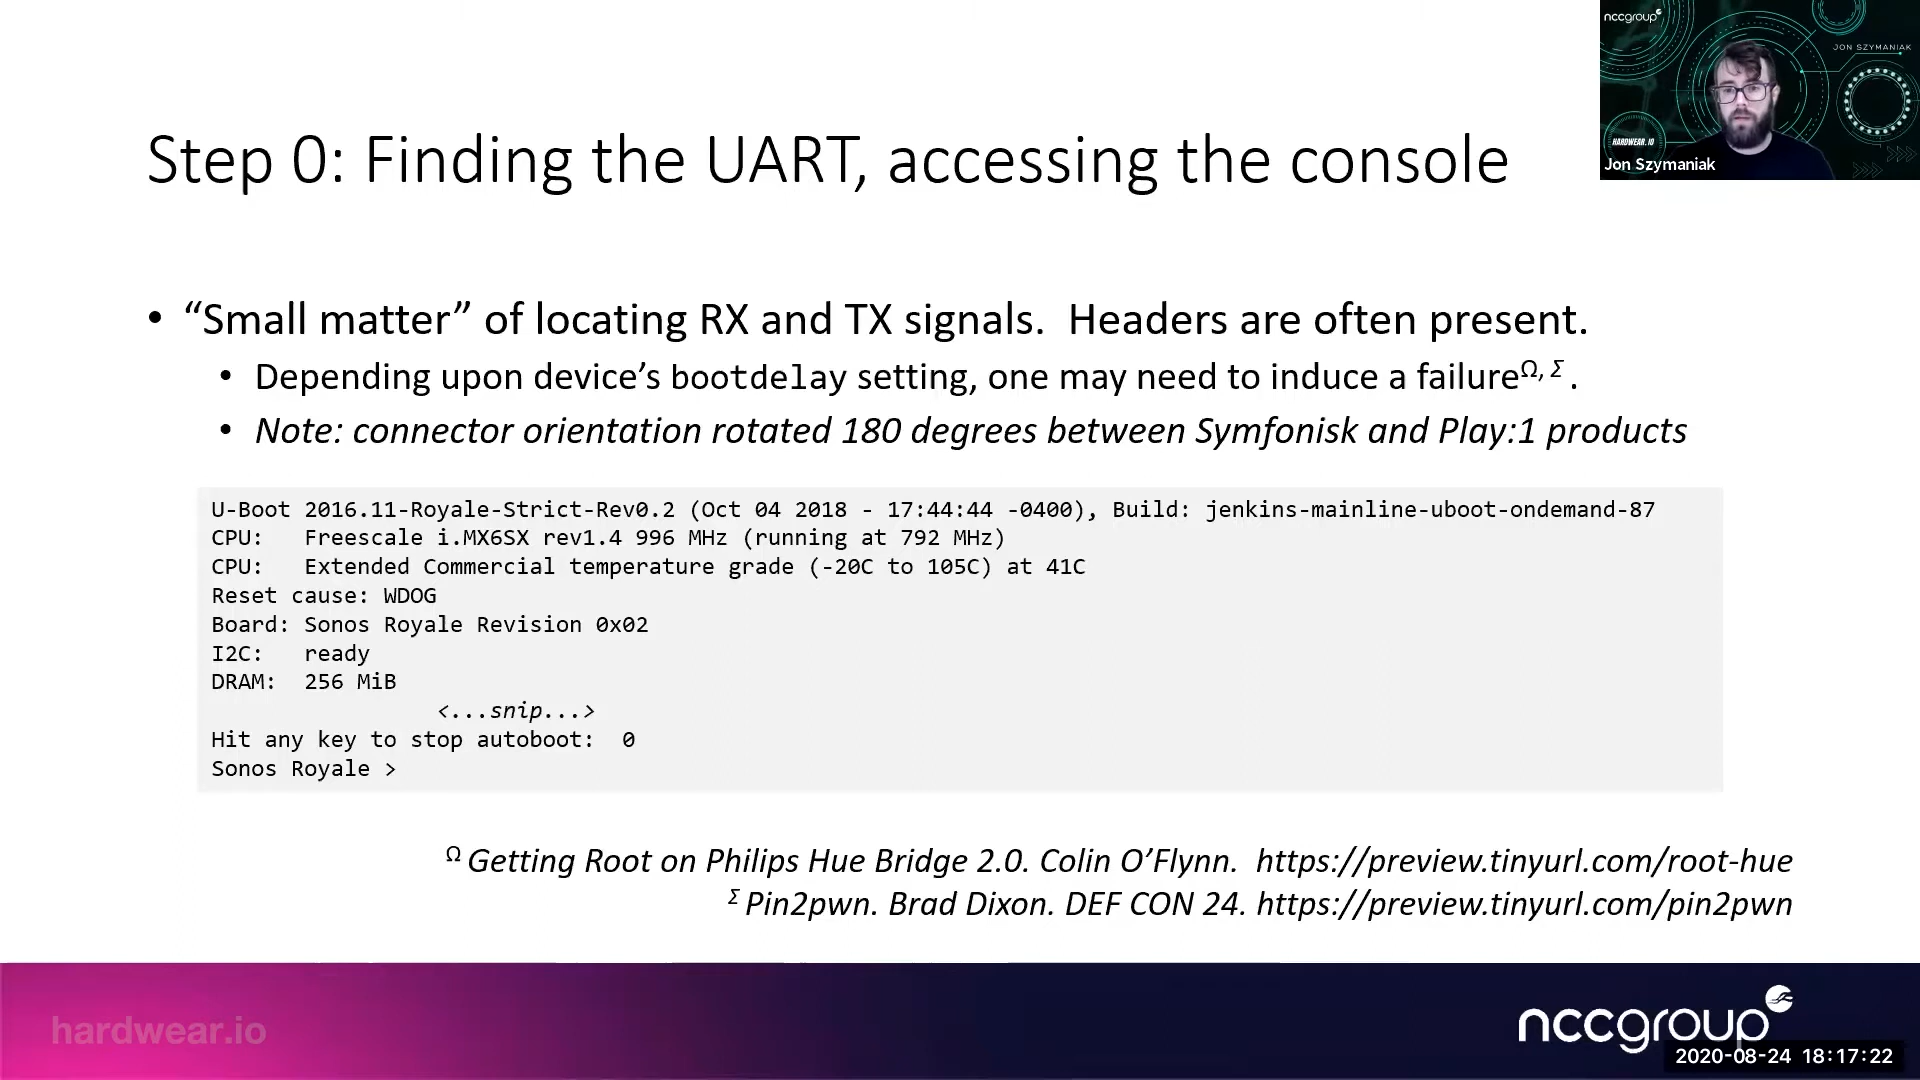 nccgroup
JON SZYMANIAK
HARDWEAR.IO
Jon Szymaniak
Step 0: Finding the UART, accessing the console
• “Small matter” of locating RX and TX signals.  Headers are often present.
• Depending upon device’s bootdelay setting, one may need to induce a failureΩ, Σ .
• Note: connector orientation rotated 180 degrees between Symfonisk and Play:1 products
U-Boot 2016.11-Royale-Strict-Rev0.2 (Oct 04 2018 - 17:44:44 -0400), Build: jenkins-mainline-uboot-ondemand-87
CPU:   Freescale i.MX6SX rev1.4 996 MHz (running at 792 MHz)
CPU:   Extended Commercial temperature grade (-20C to 105C) at 41C
Reset cause: WDOG
Board: Sonos Royale Revision 0x02
I2C:   ready
DRAM:  256 MiB
<...snip...>
Hit any key to stop autoboot:  0
Sonos Royale >
Ω Getting Root on Philips Hue Bridge 2.0. Colin O’Flynn.  https://preview.tinyurl.com/root-hue
Σ Pin2pwn. Brad Dixon. DEF CON 24. https://preview.tinyurl.com/pin2pwn
hardwear.io
nccgroup
2020-08-24 18:17:22